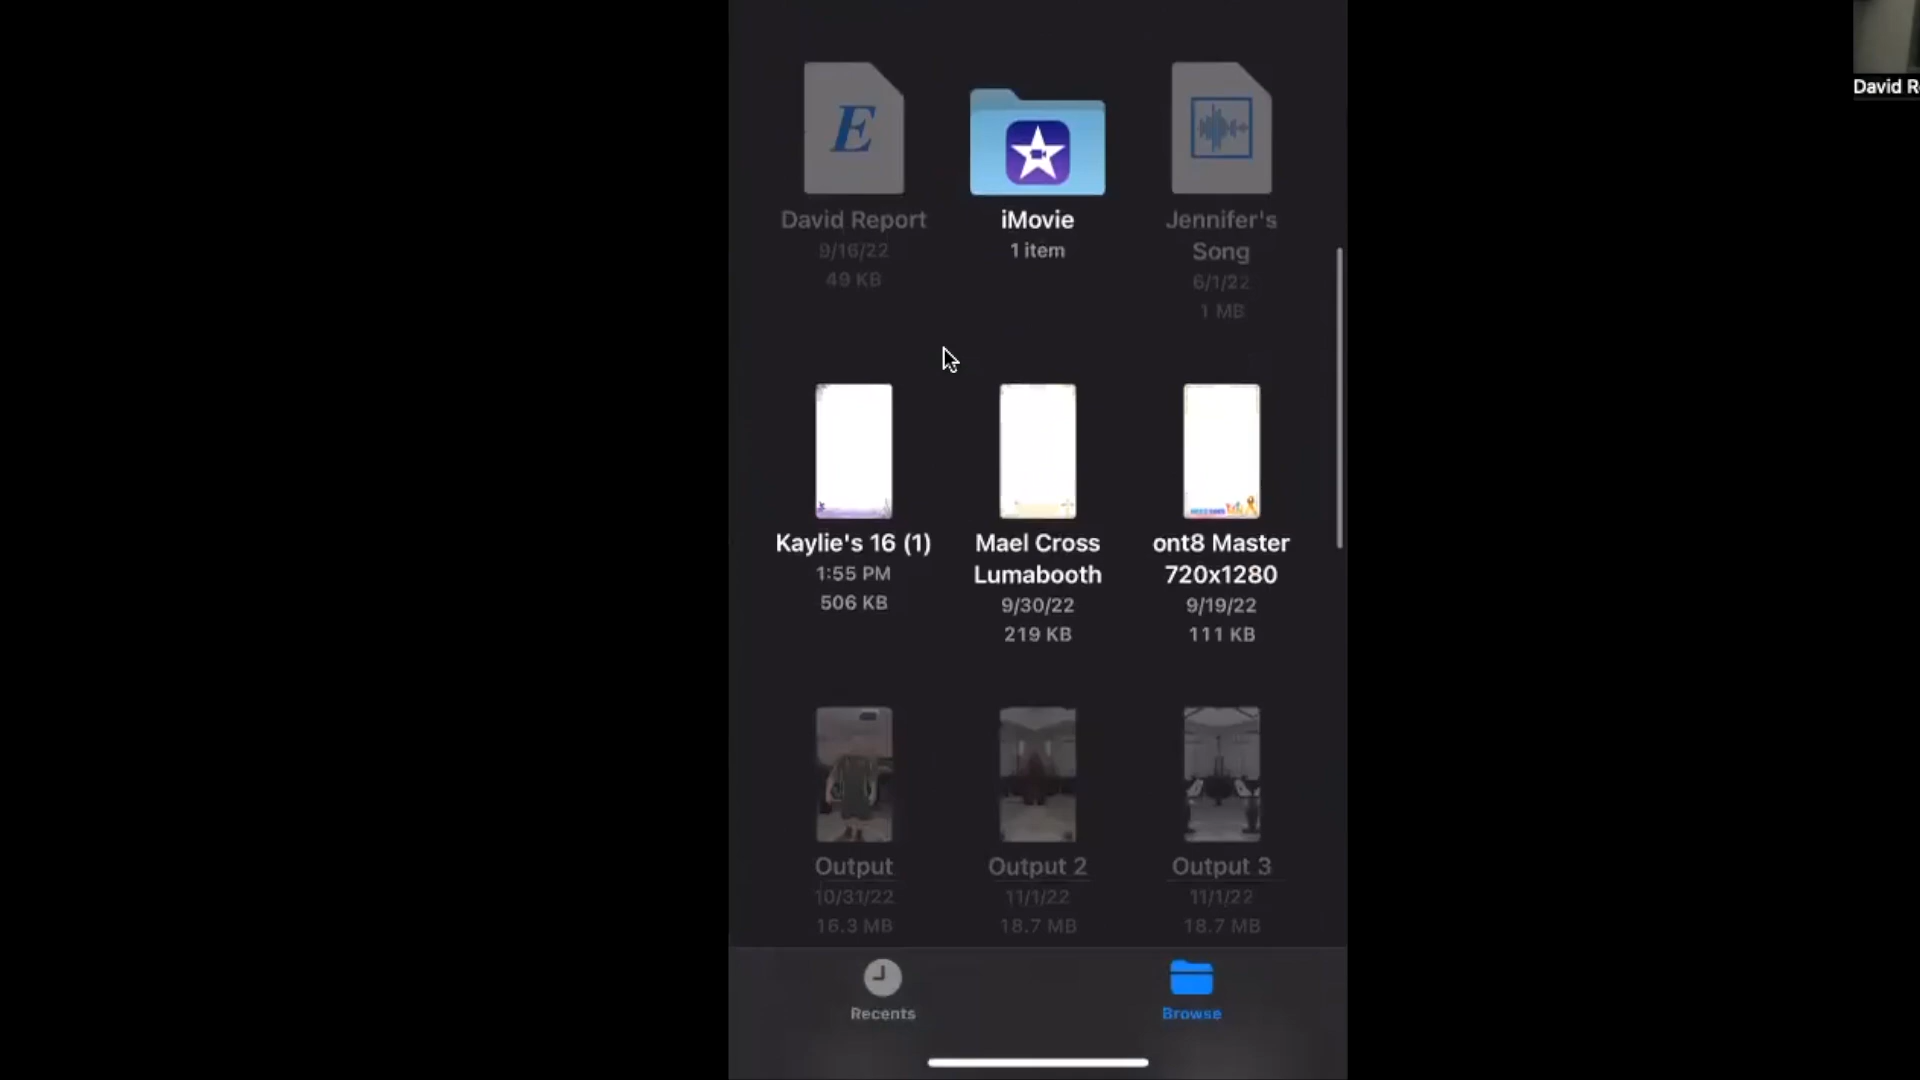 David R
E
David Report
9/16/22
49 KB
iMovie
1 item
Jennifer's
Song
6/1/22
1 MB
Kaylie's 16 (1)
1:55 PM
506 KB
Mael Cross
Lumabooth
9/30/22
219 KB
ont8 Master
720x1280
9/19/22
111 KB
Output
10/31/22
16.3 MB
Output 2
11/1/22
18.7 MB
Output 3
11/1/22
18.7 MB
Recents
Browse